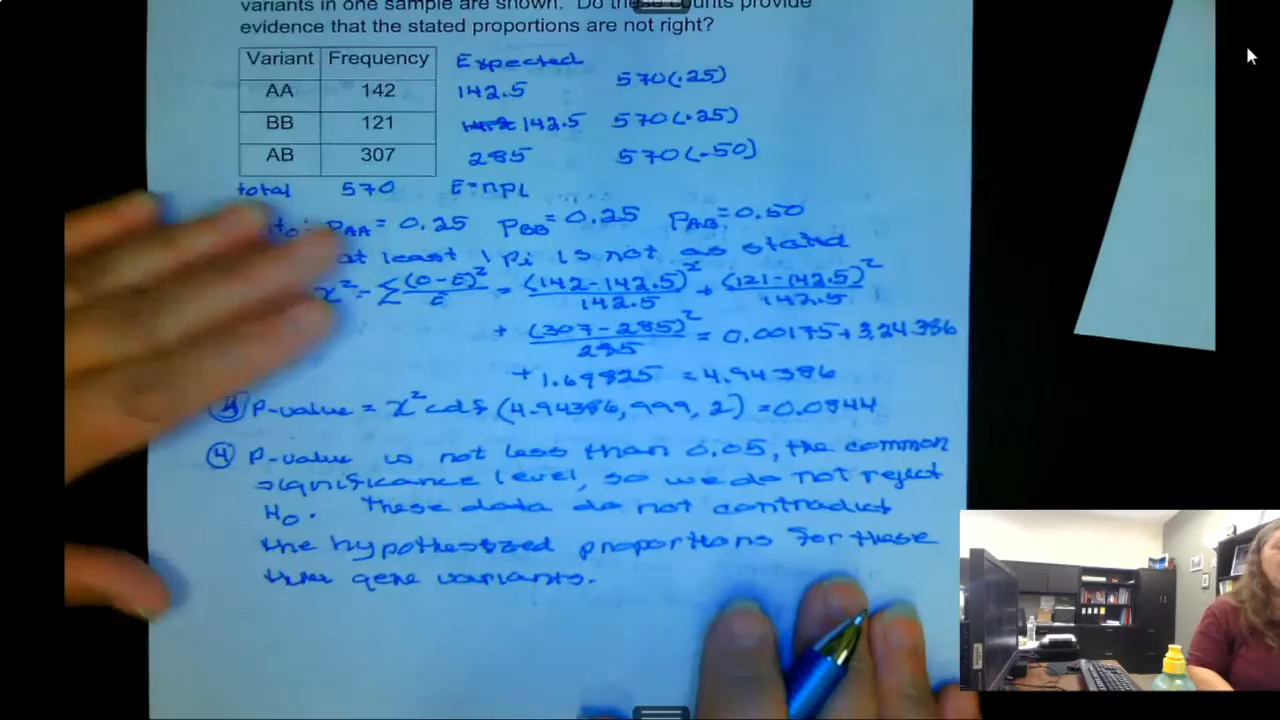 variants in one sample are shown. Do these counts provide
evidence that the stated proportions are not right?
Variant Frequency Expected
AA 142 142.5 570(.25)
BB 121 142.5 570(.25)
AB 307 285 570(.50)
total 570 E=npi
Ho: pAA = 0.25 pBB = 0.25 pAB = 0.50
at least 1 pi is not as stated
x² = Σ (O-E)²/E = (142-142.5)²/142.5 + (121-142.5)²/142.5
+ (307-285)²/285 = 0.00175+3.24386
+1.69825 = 4.94386
③ P-value = x²cdf (4.94386, 999, 2) = 0.0844
④ P-value is not less than 0.05, the common
significance level, so we do not reject
Ho. These data do not contradict
the hypothesized proportions for these
gene variants.